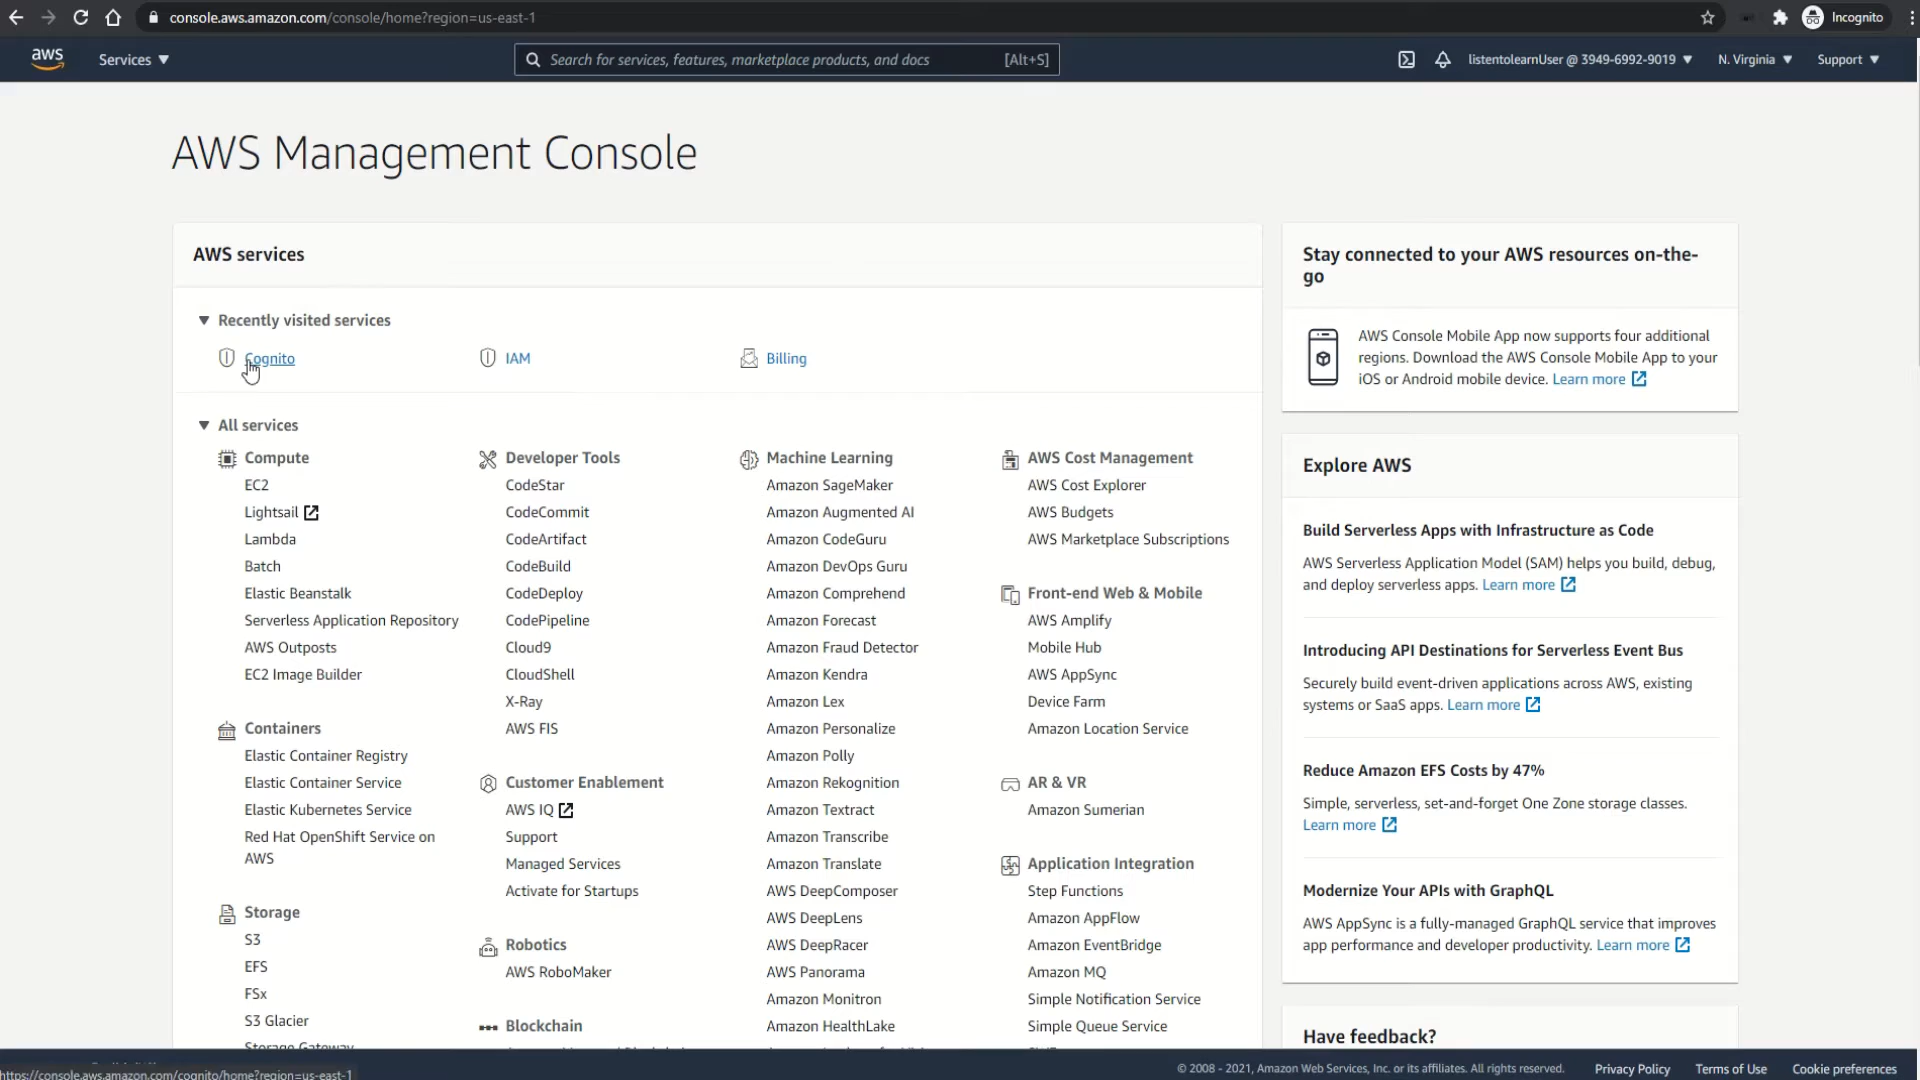 console.aws.amazon.com/console/home?region=us-east-1
Incognito
aws
Services
Search for services, features, marketplace products, and docs
[Alt+S]
listentolearnUser @ 3949-6992-9019
N. Virginia
Support
AWS Management Console
AWS services
Recently visited services
Cognito
IAM
Billing
All services
Compute
EC2
Lightsail
Lambda
Batch
Elastic Beanstalk
Serverless Application Repository
AWS Outposts
EC2 Image Builder
Containers
Elastic Container Registry
Elastic Container Service
Elastic Kubernetes Service
Red Hat OpenShift Service on
AWS
Storage
S3
EFS
FSx
S3 Glacier
Storage Gateway
Developer Tools
CodeStar
CodeCommit
CodeArtifact
CodeBuild
CodeDeploy
CodePipeline
Cloud9
CloudShell
X-Ray
AWS FIS
Customer Enablement
AWS IQ
Support
Managed Services
Activate for Startups
Robotics
AWS RoboMaker
Blockchain
Machine Learning
Amazon SageMaker
Amazon Augmented AI
Amazon CodeGuru
Amazon DevOps Guru
Amazon Comprehend
Amazon Forecast
Amazon Fraud Detector
Amazon Kendra
Amazon Lex
Amazon Personalize
Amazon Polly
Amazon Rekognition
Amazon Textract
Amazon Transcribe
Amazon Translate
AWS DeepComposer
AWS DeepLens
AWS DeepRacer
AWS Panorama
Amazon Monitron
Amazon HealthLake
AWS Cost Management
AWS Cost Explorer
AWS Budgets
AWS Marketplace Subscriptions
Front-end Web & Mobile
AWS Amplify
Mobile Hub
AWS AppSync
Device Farm
Amazon Location Service
AR & VR
Amazon Sumerian
Application Integration
Step Functions
Amazon AppFlow
Amazon EventBridge
Amazon MQ
Simple Notification Service
Simple Queue Service
Stay connected to your AWS resources on-the-
go
AWS Console Mobile App now supports four additional
regions. Download the AWS Console Mobile App to your
iOS or Android mobile device. Learn more
Explore AWS
Build Serverless Apps with Infrastructure as Code
AWS Serverless Application Model (SAM) helps you build, debug,
and deploy serverless apps. Learn more
Introducing API Destinations for Serverless Event Bus
Securely build event-driven applications across AWS, existing
systems or SaaS apps. Learn more
Reduce Amazon EFS Costs by 47%
Simple, serverless, set-and-forget One Zone storage classes.
Learn more
Modernize Your APIs with GraphQL
AWS AppSync is a fully-managed GraphQL service that improves
app performance and developer productivity. Learn more
Have feedback?
https://console.aws.amazon.com/cognito/home?region=us-east-1
© 2008 - 2021, Amazon Web Services, Inc. or its affiliates. All rights reserved.
Privacy Policy
Terms of Use
Cookie preferences